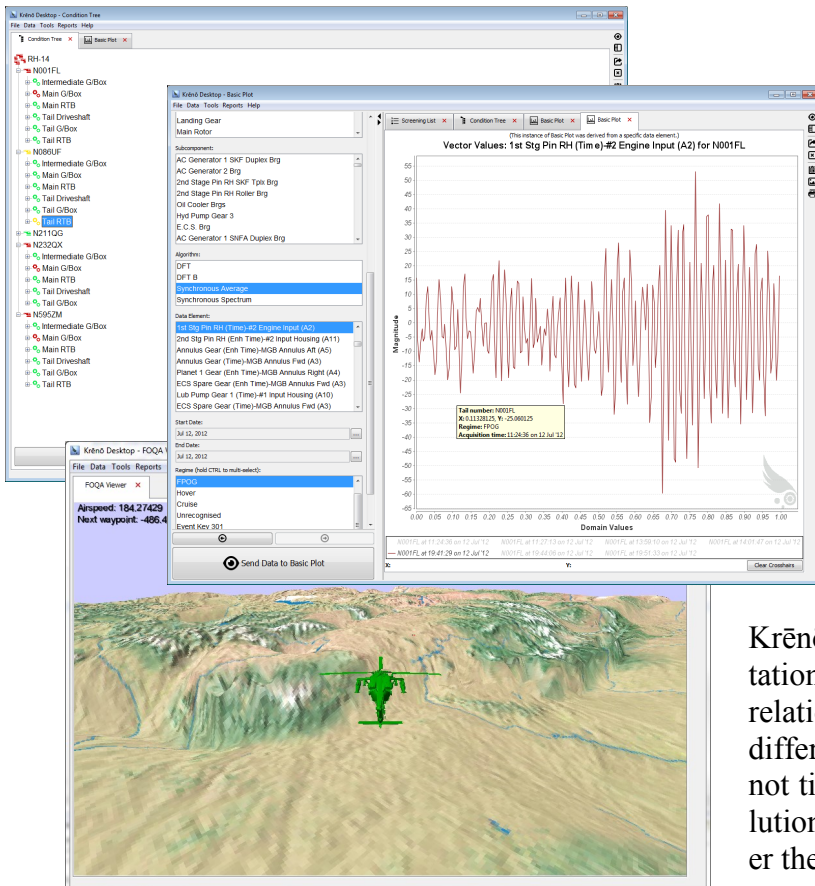 Krēnō Desktop - Condition Tree
File Data Tools Reports Help
Condition Tree × Basic Plot ×
RH-14
N001FL
Intermediate G/Box
Main G/Box
Main RTB
Tail Driveshaft
Tail G/Box
Tail RTB
N086UF
Intermediate G/Box
Main G/Box
Main RTB
Tail Driveshaft
Tail G/Box
Tail RTB
N211QG
N232QX
Intermediate G/Box
Main G/Box
Main RTB
Tail Driveshaft
Tail G/Box
N595ZM
Intermediate G/Box
Main G/Box
Main RTB
Tail Driveshaft
Tail G/Box
Tail RTB
Krēnō Desktop - Basic Plot
File Data Tools Reports Help
Landing Gear
Main Rotor
Subcomponent:
AC Generator 1 SKF Duplex Brg
AC Generator 2 Brg
2nd Stage Pin RH SKF Tplx Brg
2nd Stage Pin RH Roller Brg
Oil Cooler Brgs
Hyd Pump Gear 3
E.C.S. Brg
AC Generator 1 SNFA Duplex Brg
Algorithm:
DFT
DFT B
Synchronous Average
Synchronous Spectrum
Data Element:
1st Stg Pin RH (Time)-#2 Engine Input (A2)
2nd Stg Pin RH (Enh Time)-#2 Input Housing (A11)
Annulus Gear (Enh Time)-MGB Annulus Aft (A5)
Annulus Gear (Time)-MGB Annulus Fwd (A3)
Planet 1 Gear (Enh Time)-MGB Annulus Right (A4)
ECS Spare Gear (Enh Time)-MGB Annulus Fwd (A3)
Lub Pump Gear 1 (Time)-#1 Input Housing (A10)
ECS Spare Gear (Time)-MGB Annulus Fwd (A3)
Start Date:
Jul 12, 2012 ...
End Date:
Jul 12, 2012 ...
Regime (hold CTRL to multi-select):
FPOG
Hover
Cruise
Unrecognised
Event Key 301
Send Data to Basic Plot
Screening List × Condition Tree × Basic Plot × Basic Plot ×
(This instance of Basic Plot was derived from a specific data element.)
Vector Values: 1st Stg Pin RH (Time)-#2 Engine Input (A2) for N001FL
55
50
45
40
35
30
25
20
15
10
5
0
-5
-10
-15
-20
-25
-30
-35
-40
-45
-50
-55
-60
-65
Magnitude
Tail number: N001FL
X: 0.11328125, Y: -25.060125
Regime: FPOG
Acquisition time: 11:24:36 on 12 Jul '12
0.00 0.05 0.10 0.15 0.20 0.25 0.30 0.35 0.40 0.45 0.50 0.55 0.60 0.65 0.70 0.75 0.80 0.85 0.90 0.95 1.00
Domain Values
N001FL at 11:24:36 on 12 Jul '12 N001FL at 11:27:13 on 12 Jul '12 N001FL at 13:59:10 on 12 Jul '12 N001FL at 14:01:47 on 12 Jul '12
N001FL at 19:41:29 on 12 Jul '12 N001FL at 19:44:06 on 12 Jul '12 N001FL at 19:51:33 on 12 Jul '12
X: Y: Clear Crosshairs
Krēnō Desktop - FOQA
File Data Tools Reports
FOQA Viewer ×
Airspeed: 184.27429
Next waypoint: -486.4
Krēnō
tation
relati
differ
not ti
lution
er the